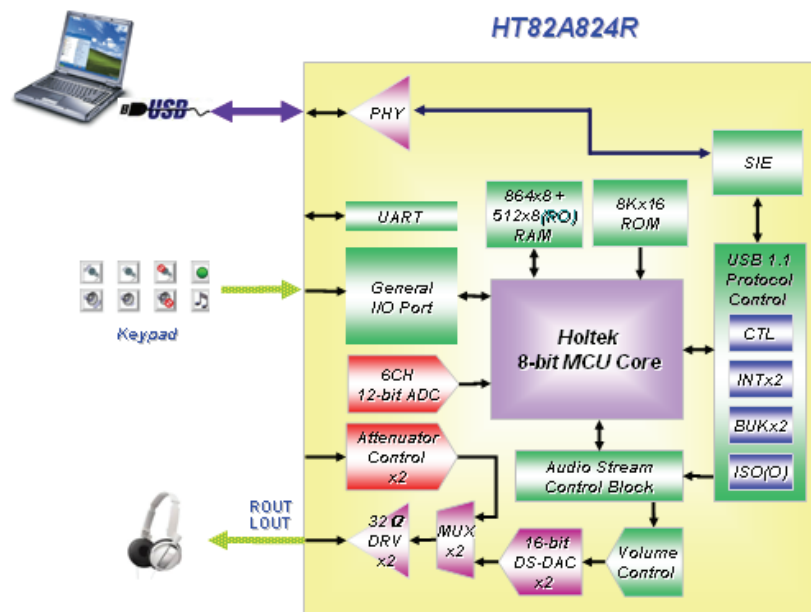 HT82A824R
USB
PHY
SIE
864x8 +
512x8(RO)
RAM
8Kx16
ROM
UART
USB 1.1
Protocol
Control
CTL
INTx2
BUKx2
ISO(O)
General
I/O Port
Keypad
Holtek
8-bit MCU Core
6CH
12-bit ADC
Attenuator
Control
x2
Audio Stream
Control Block
ROUT
LOUT
32Ω
DRV
x2
MUX
x2
16-bit
DS-DAC
x2
Volume
Control